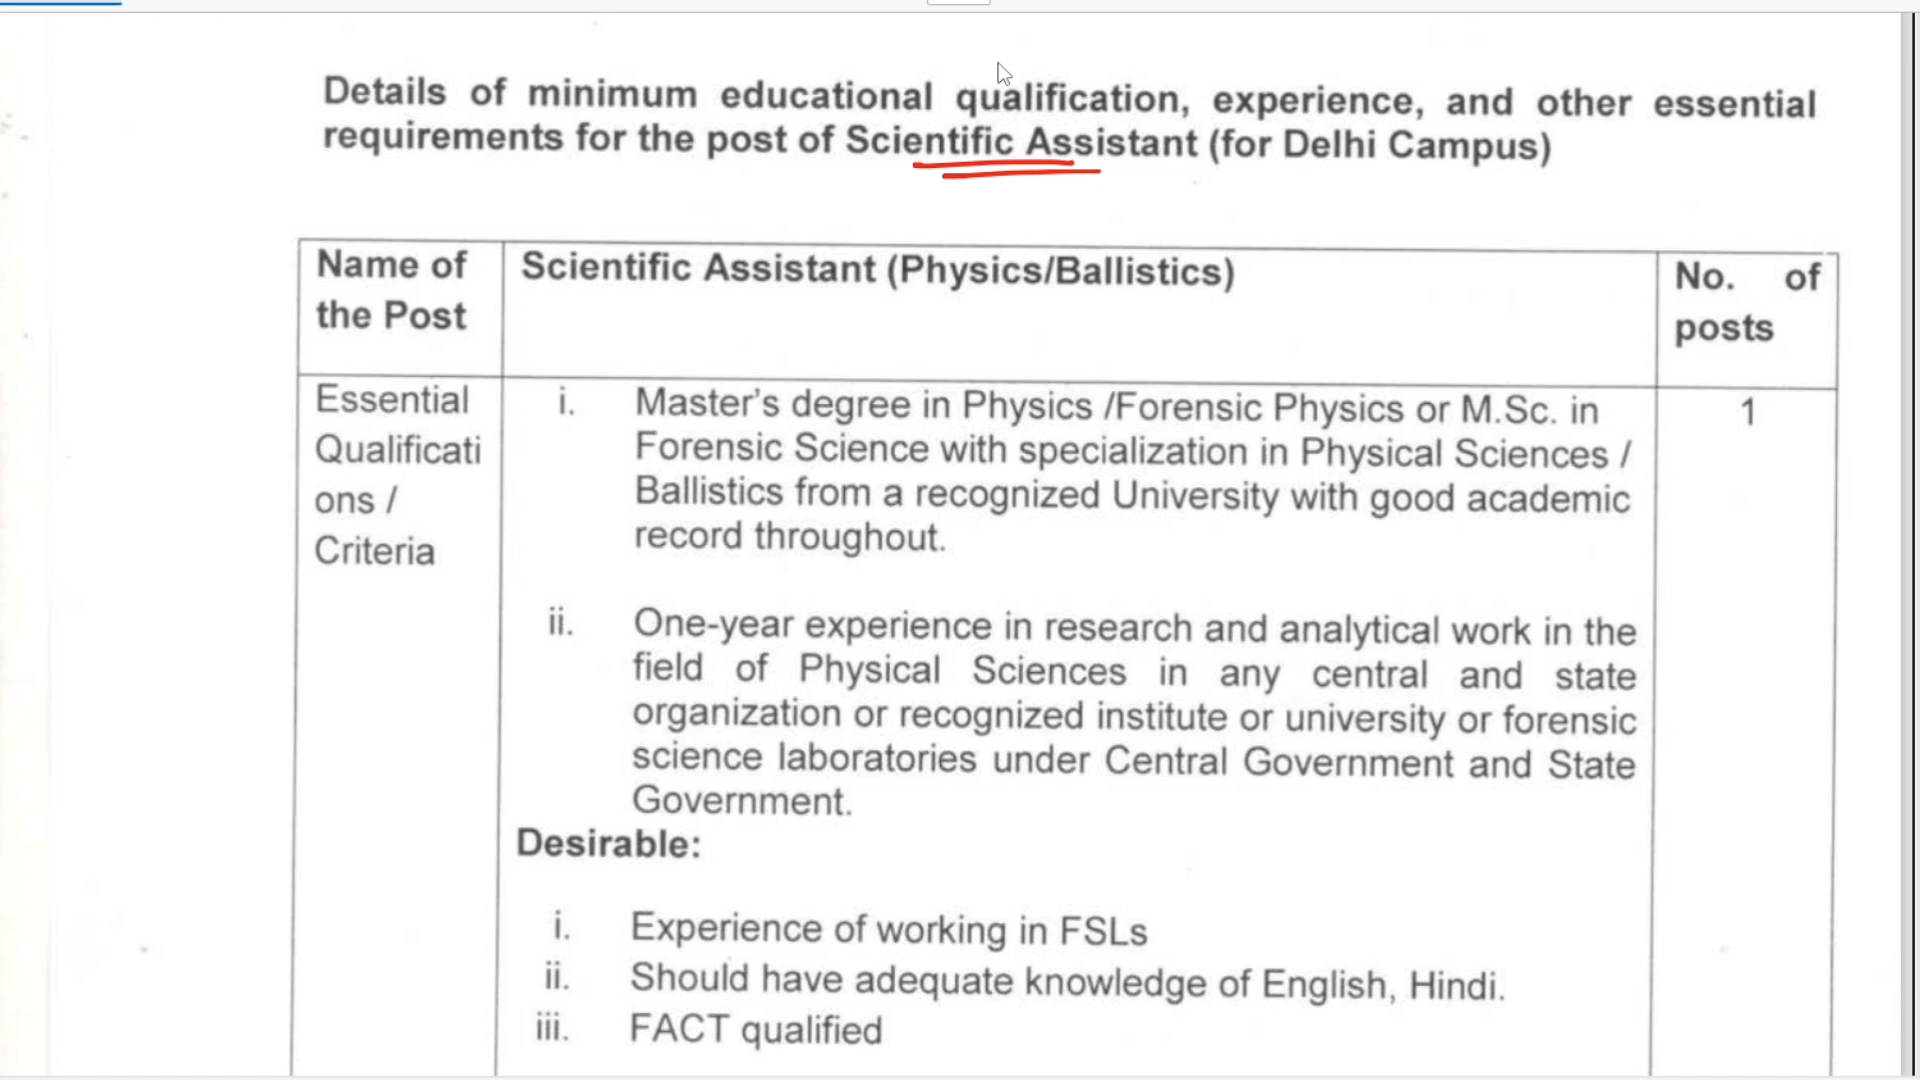 Details of minimum educational qualification, experience, and other essential
requirements for the post of Scientific Assistant (for Delhi Campus)
Name of
the Post
Scientific Assistant (Physics/Ballistics)
No. of
posts
Essential
Qualificati
ons /
Criteria
i. Master's degree in Physics /Forensic Physics or M.Sc. in
Forensic Science with specialization in Physical Sciences /
Ballistics from a recognized University with good academic
record throughout.
1
ii. One-year experience in research and analytical work in the
field of Physical Sciences in any central and state
organization or recognized institute or university or forensic
science laboratories under Central Government and State
Government.
Desirable:
i. Experience of working in FSLs
ii. Should have adequate knowledge of English, Hindi.
iii. FACT qualified